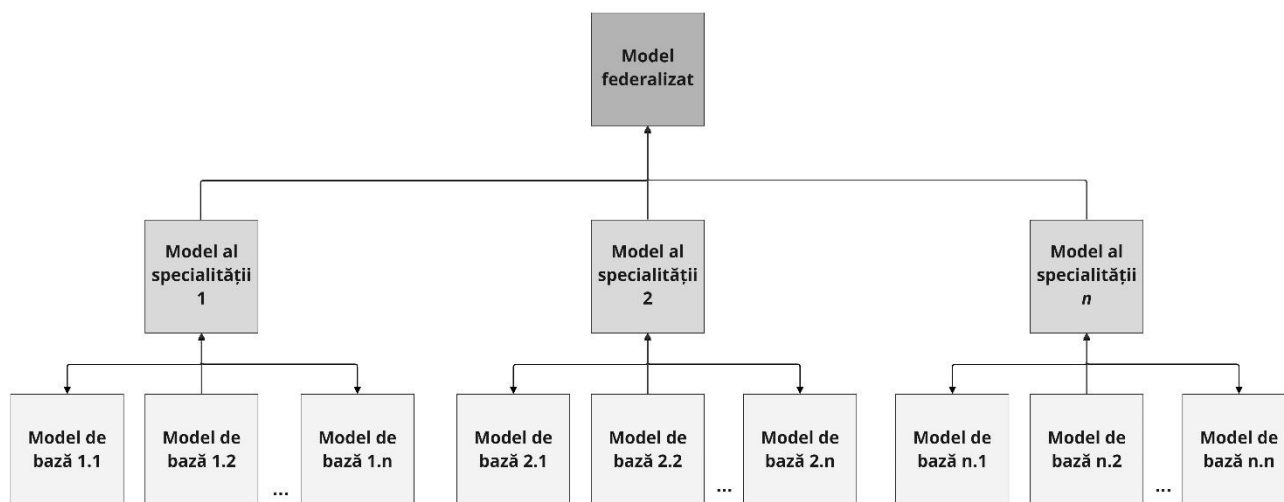 Model
federalizat
Model al
specialității
1
Model al
specialității
2
Model al
specialității
n
Model de
bază 1.1
Model de
bază 1.2
...
Model de
bază 1.n
Model de
bază 2.1
Model de
bază 2.2
...
Model de
bază 2.n
Model de
bază n.1
Model de
bază n.2
...
Model de
bază n.n